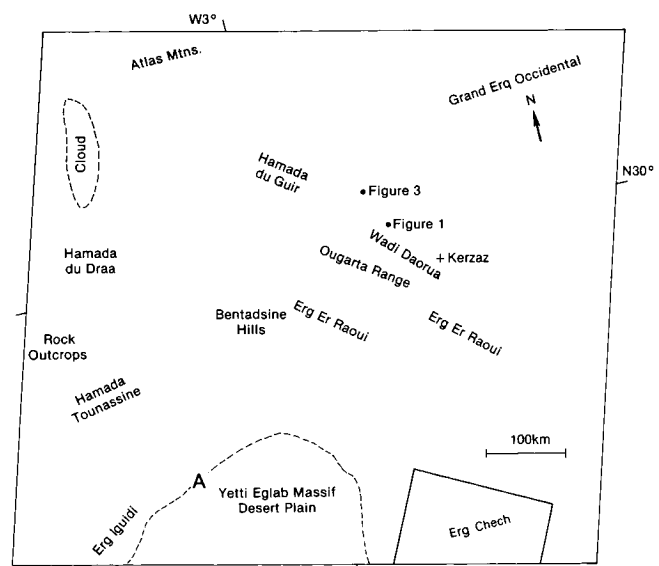 W3°
Atlas Mtns.
Grand Erq Occidental
N
Cloud
N30°
Hamada
du Guir
Figure 3
Figure 1
Wadi Daorua
Kerzaz
Hamada
du Draa
Ougarta Range
Bentadsine
Hills
Erg Er Raoui
Erg Er Raoui
Rock
Outcrops
Hamada
Tounassine
100km
A
Yetti Eglab Massif
Desert Plain
Erg Iguidi
Erg Chech